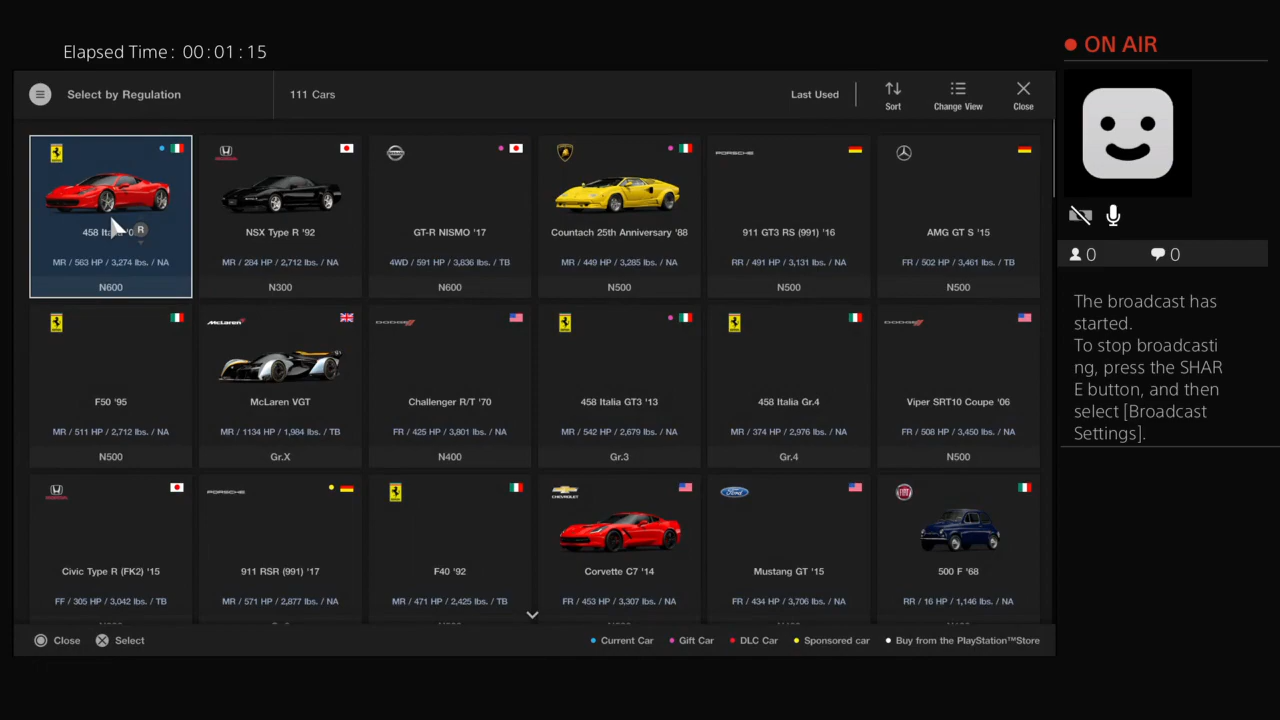 Elapsed Time: 00:01:15
ON AIR
Select by Regulation
111 Cars
Last Used
Sort
Change View
Close
NSX Type R '92
GT-R NISMO '17
Countach 25th Anniversary '88
PORSCHE
911 GT3 RS (991) '16
AMG GT S '15
458
R
MR / 563 HP / 3,274 lbs. / NA
MR / 284 HP / 2,712 lbs. / NA
4WD / 591 HP / 3,836 lbs. / TB
MR / 449 HP / 3,285 lbs. / NA
RR / 491 HP / 3,131 lbs. / NA
FR / 502 HP / 3,461 lbs. / TB
N600
N300
N600
N500
N500
N500
McLaren
DODGE
DODGE
F50 '95
McLaren VGT
Challenger R/T '70
458 Italia GT3 '13
458 Italia Gr.4
Viper SRT10 Coupe '06
MR / 511 HP / 2,712 lbs. / NA
MR / 1134 HP / 1,984 lbs. / TB
FR / 425 HP / 3,801 lbs. / NA
MR / 542 HP / 2,679 lbs. / NA
MR / 374 HP / 2,976 lbs. / NA
FR / 508 HP / 3,450 lbs. / NA
N500
Gr.X
N400
Gr.3
Gr.4
N500
HONDA
PORSCHE
CHEVROLET
Ford
FIAT
Civic Type R (FK2) '15
911 RSR (991) '17
F40 '92
Corvette C7 '14
Mustang GT '15
500 F '68
FF / 305 HP / 3,042 lbs. / TB
MR / 571 HP / 2,877 lbs. / NA
MR / 471 HP / 2,425 lbs. / TB
FR / 453 HP / 3,307 lbs. / NA
FR / 434 HP / 3,706 lbs. / NA
RR / 16 HP / 1,146 lbs. / NA
Close
Select
Current Car
Gift Car
DLC Car
Sponsored car
Buy from the PlayStation™Store
0
0
The broadcast has
started.
To stop broadcasti
ng, press the SHAR
E button, and then
select [Broadcast
Settings].